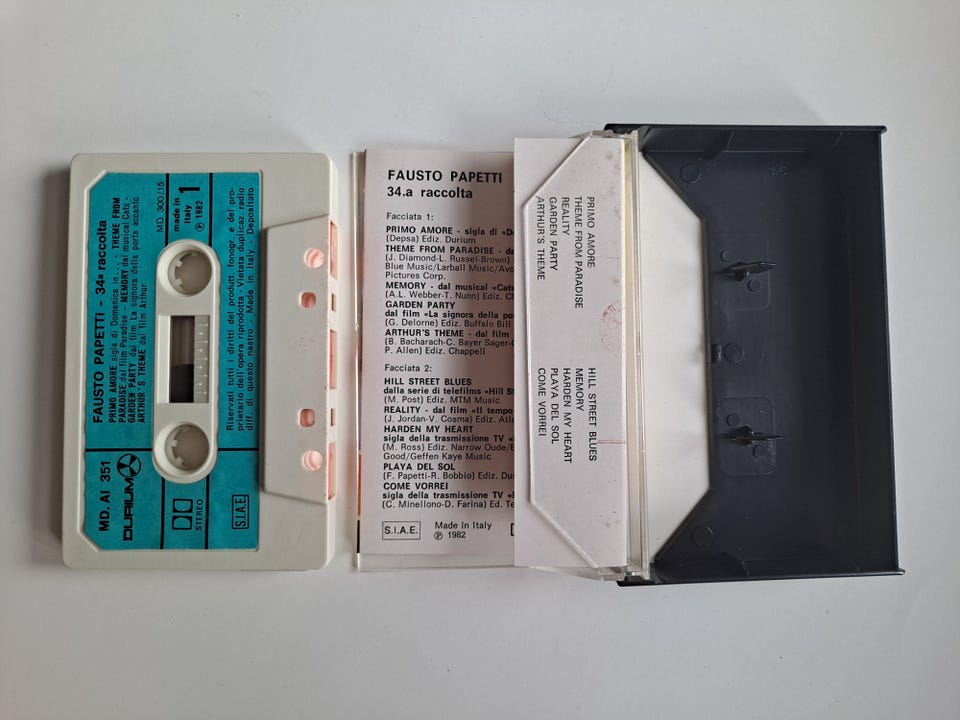 FAUSTO PAPETTI - 34ª raccolta
PRIMO AMORE sigla di Domenica in... - THEME FROM
PARADISE dal film Paradise - MEMORY dal musical Cats -
GARDEN PARTY dal film La signora della porta accanto
ARTHUR'S THEME dal film Arthur
MD 300/15
made in
Italy
1
℗ 1982
Riservati tutti i diritti del produtt. fonogr. e del pro-
prietario dell'opera riprodotta - Vietata duplicaz. radio
diff. di questo nastro - Made in Italy - Depositato
MD. AI 351
DURIUM
STEREO
S.I.A.E.
FAUSTO PAPETTI
34.a raccolta
Facciata 1:
PRIMO AMORE - sigla di «Do
(Depsa) Ediz. Durium
THEME FROM PARADISE - da
(J. Diamond-L. Russel-Brown)
Blue Music/Larball Music/Avco
Pictures Corp.
MEMORY - dal musical «Cats
(A.L. Webber-T. Nunn) Ediz. C
GARDEN PARTY
dal film «La signora della po
(G. Delorne) Ediz. Buffalo Bill
ARTHUR'S THEME - dal film
(B. Bacharach-C. Bayer Sager-C
P. Allen) Ediz. Chappell
Facciata 2:
HILL STREET BLUES
dalla serie di telefilms «Hill S
(M. Post) Ediz. MTM Music
REALITY - dal film «Il tempo
(J. Jordan-V. Cosma) Ediz. Atl
HARDEN MY HEART
sigla della trasmissione TV «
(M. Ross) Ediz. Narrow Oude/B
Good/Geffen Kaye Music
PLAYA DEL SOL
(F. Papetti-R. Bobbio) Ediz. Du
COME VORREI
sigla della trasmissione TV «
(C. Minellono-D. Farina) Ed. Te
S.I.A.E.
Made In Italy
℗ 1982
PRIMO AMORE
THEME FROM PARADISE
REALITY
GARDEN PARTY
ARTHUR'S THEME
HILL STREET BLUES
MEMORY
HARDEN MY HEART
PLAYA DEL SOL
COME VORREI